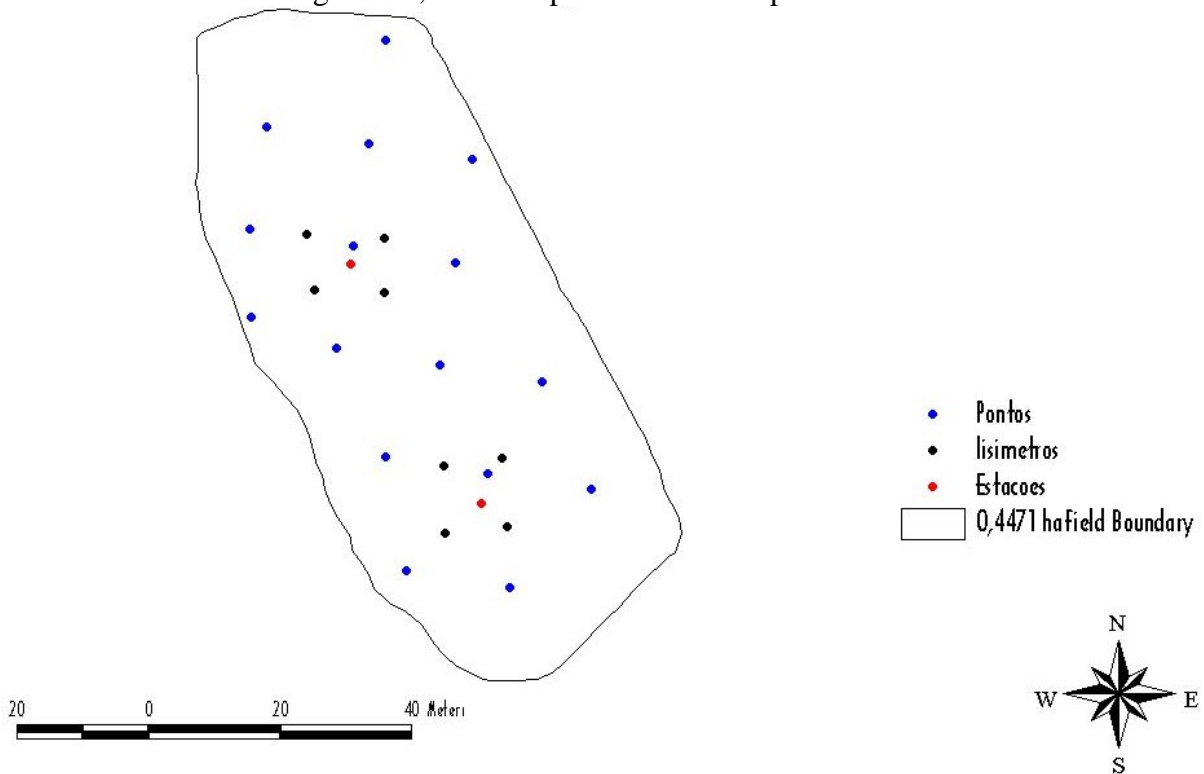 Pontos
lisimetros
Estacoes
0,4471 hafield Boundary
N
W E
S
20 0 20 40 Meters